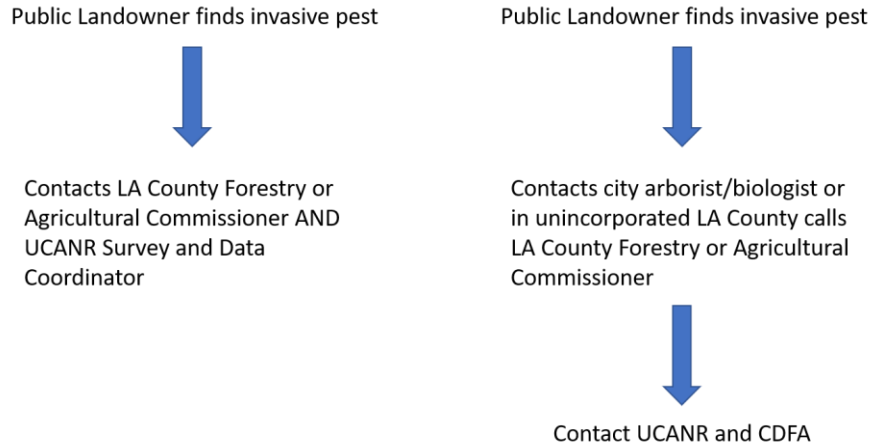 Public Landowner finds invasive pest
Contacts LA County Forestry or
Agricultural Commissioner AND
UCANR Survey and Data
Coordinator
Public Landowner finds invasive pest
Contacts city arborist/biologist or
in unincorporated LA County calls
LA County Forestry or Agricultural
Commissioner
Contact UCANR and CDFA